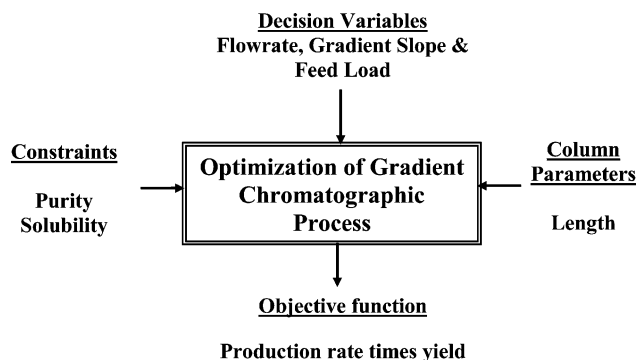 Decision Variables
Flowrate, Gradient Slope &
Feed Load
Constraints
Purity
Solubility
Optimization of Gradient
Chromatographic
Process
Column
Parameters
Length
Objective function
Production rate times yield